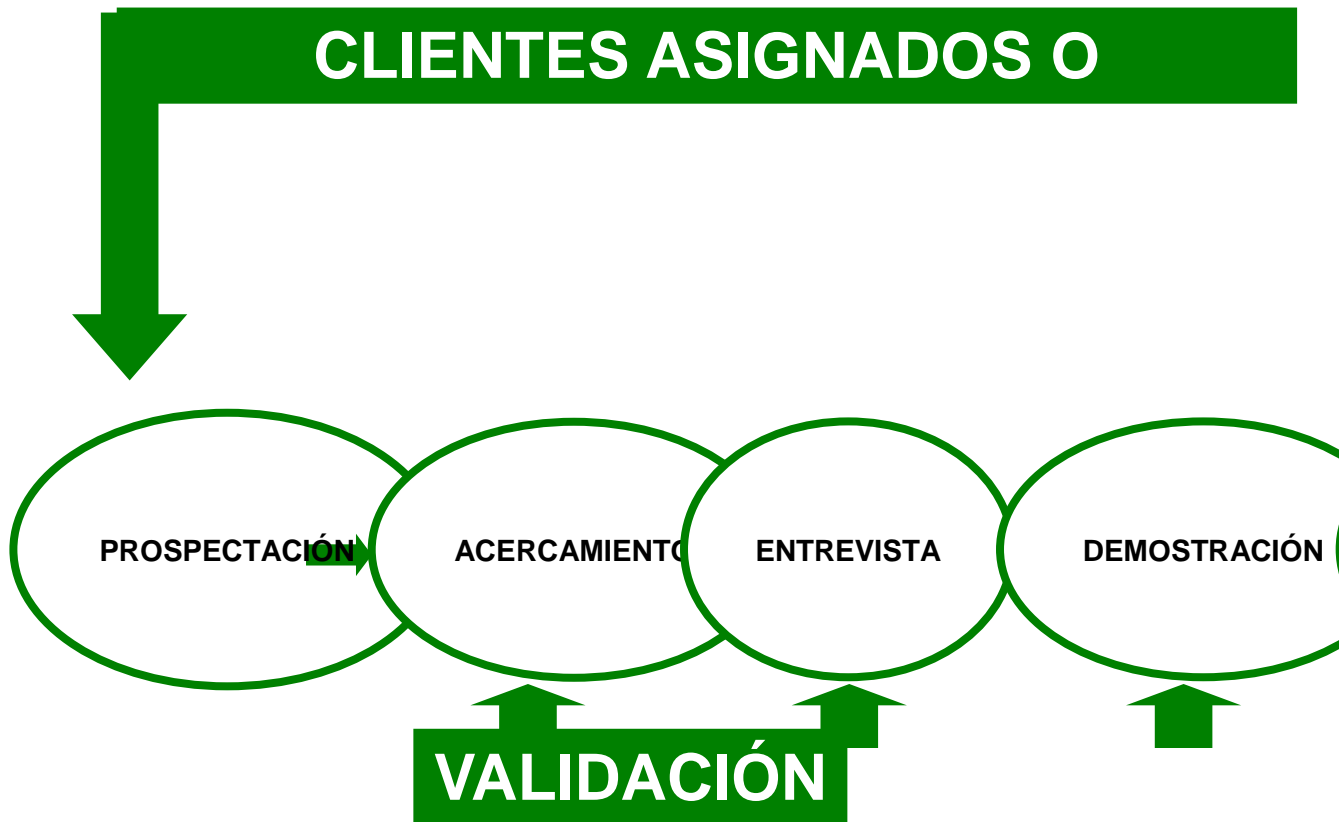 CLIENTES ASIGNADOS O
PROSPECTACIÓN
ACERCAMIENTO
ENTREVISTA
DEMOSTRACIÓN
VALIDACIÓN